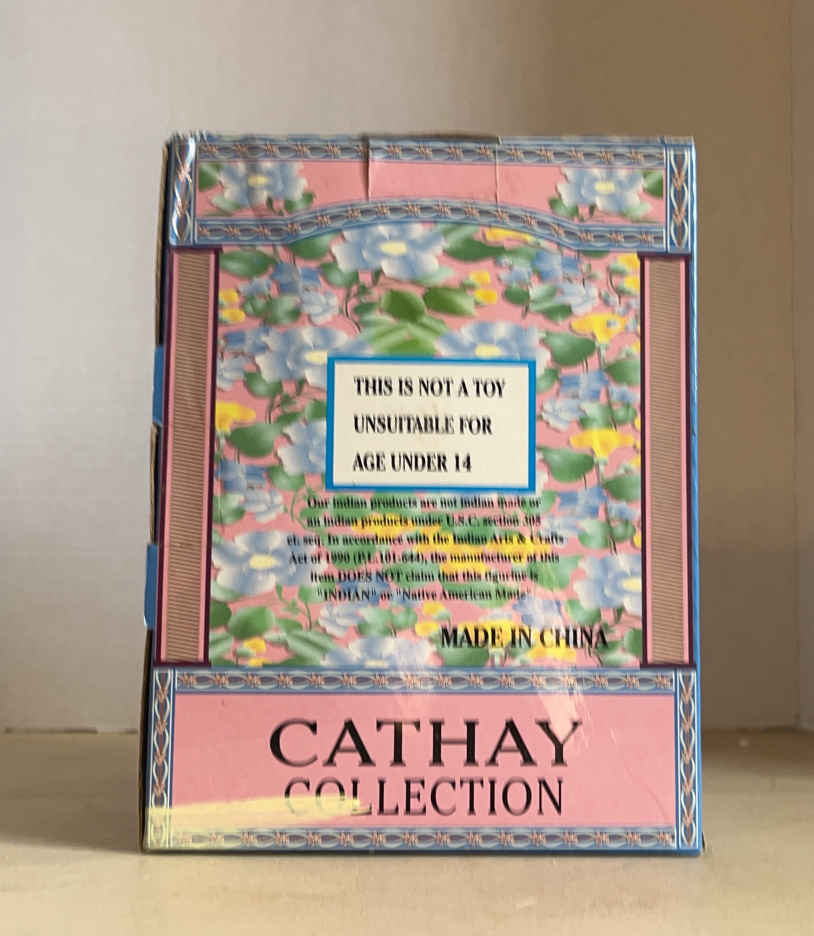 THIS IS NOT A TOY
UNSUITABLE FOR
AGE UNDER 14
Our indian products are not indian made or
an indian products under U.S.C. section 305
et. seq. In accordance with the Indian Arts & Crafts
Act of 1990 (P.L 101-644), the manufacturer of this
item DOES NOT claim that this figurine is
"INDIAN" or "Native American Made".
MADE IN CHINA
CATHAY
COLLECTION